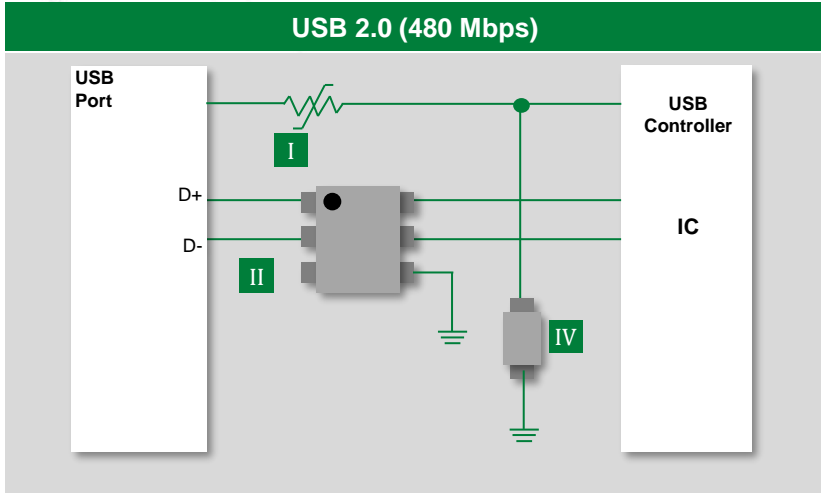 USB 2.0 (480 Mbps)
USB
Port
USB
Controller
I
D+
IC
D-
II
IV